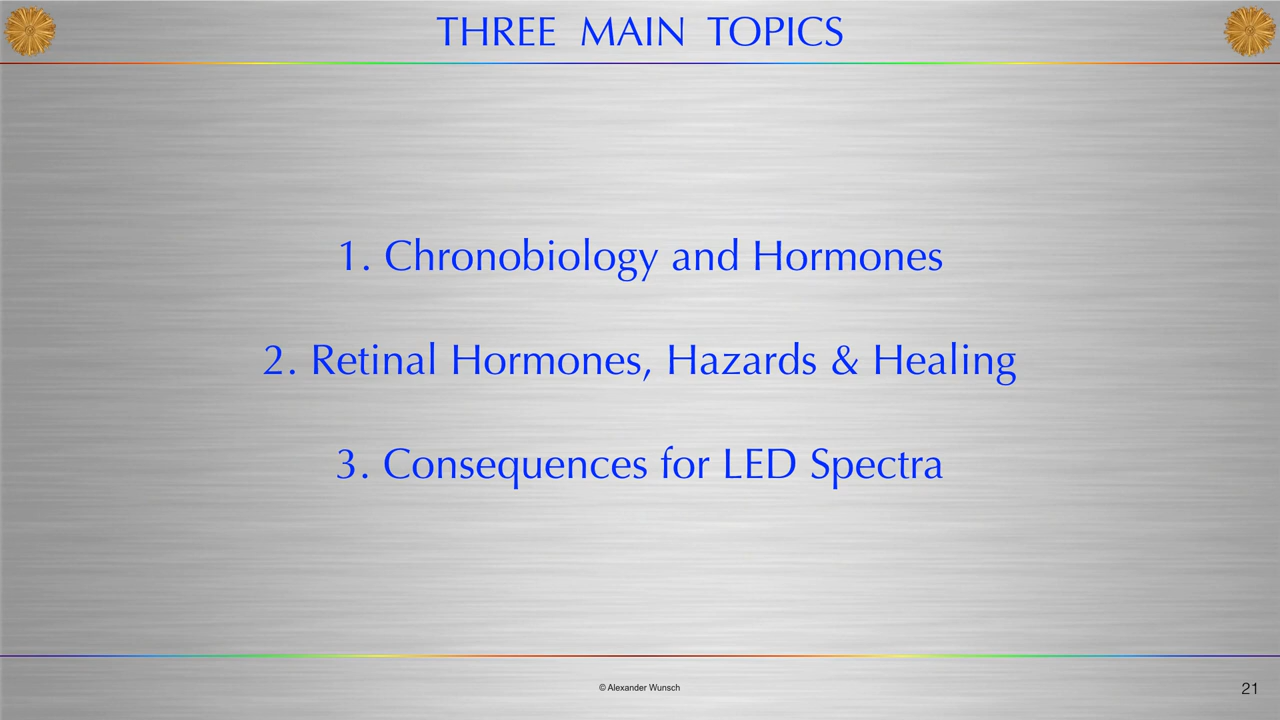 THREE MAIN TOPICS
1. Chronobiology and Hormones
2. Retinal Hormones, Hazards & Healing
3. Consequences for LED Spectra
© Alexander Wunsch
21